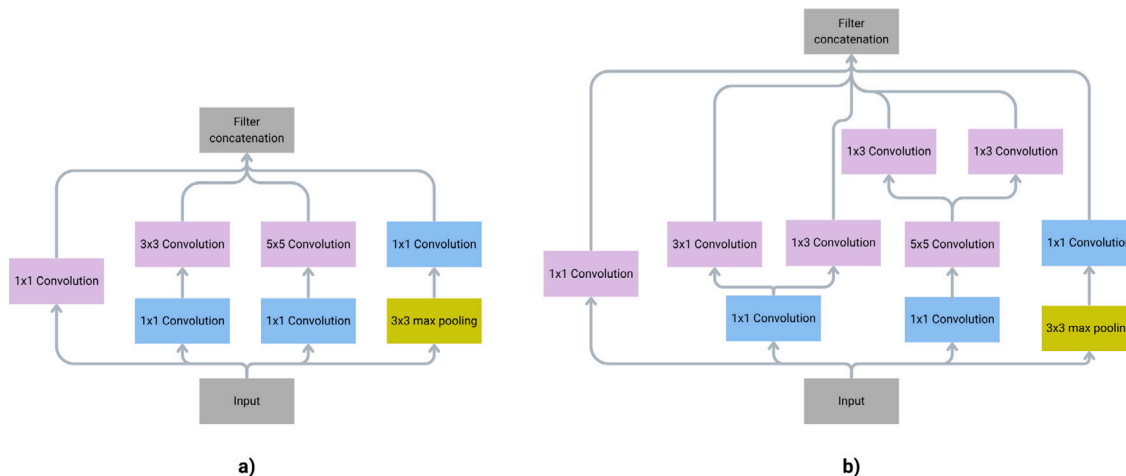 Filter
concatenation
3x3 Convolution
5x5 Convolution
1x1 Convolution
1x1 Convolution
1x1 Convolution
1x1 Convolution
3x3 max pooling
Input
a)
Filter
concatenation
1x3 Convolution
1x3 Convolution
3x1 Convolution
1x3 Convolution
5x5 Convolution
1x1 Convolution
1x1 Convolution
1x1 Convolution
1x1 Convolution
3x3 max pooling
Input
b)